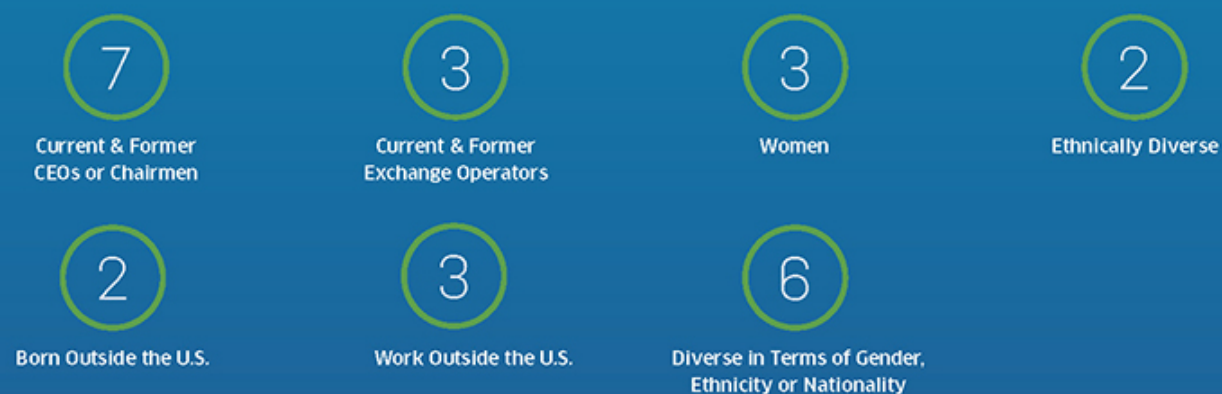 7
3
3
2
Current & Former
CEOs or Chairmen
Current & Former
Exchange Operators
Women
Ethnically Diverse
2
3
6
Born Outside the U.S.
Work Outside the U.S.
Diverse in Terms of Gender,
Ethnicity or Nationality